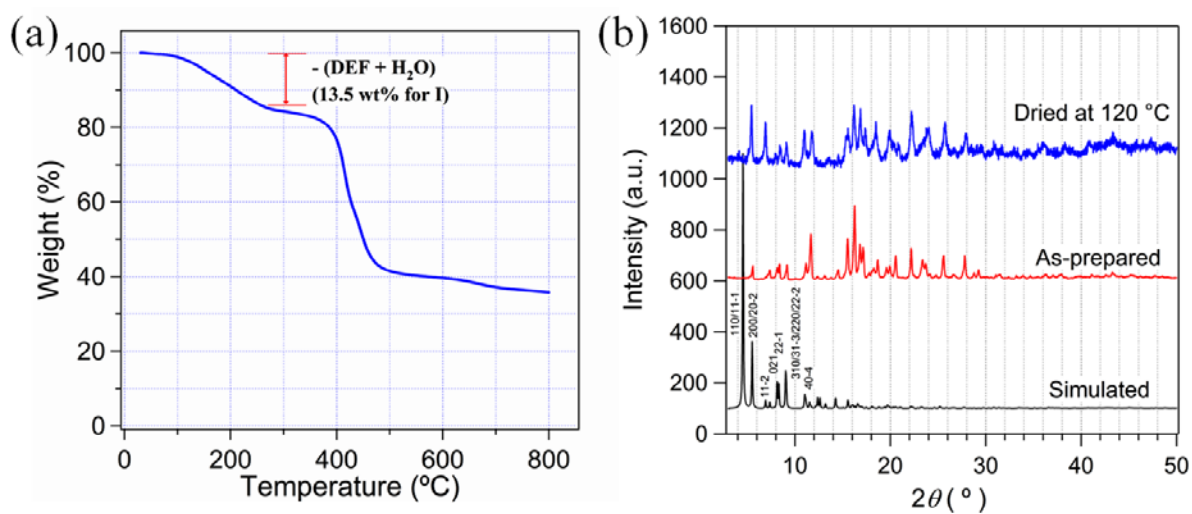 (a)
100
80
60
40
20
0
Weight (%)
- (DEF + H₂O)
(13.5 wt% for I)
0 200 400 600 800
Temperature (ºC)
(b)
1600
1400
1200
1000
800
600
400
200
0
Intensity (a.u.)
Dried at 120 °C
As-prepared
Simulated
110/11-1
200/20-2
11-2
021
22-1
310/31-3/220/22-2
40-4
10 20 30 40 50
2θ ( º )